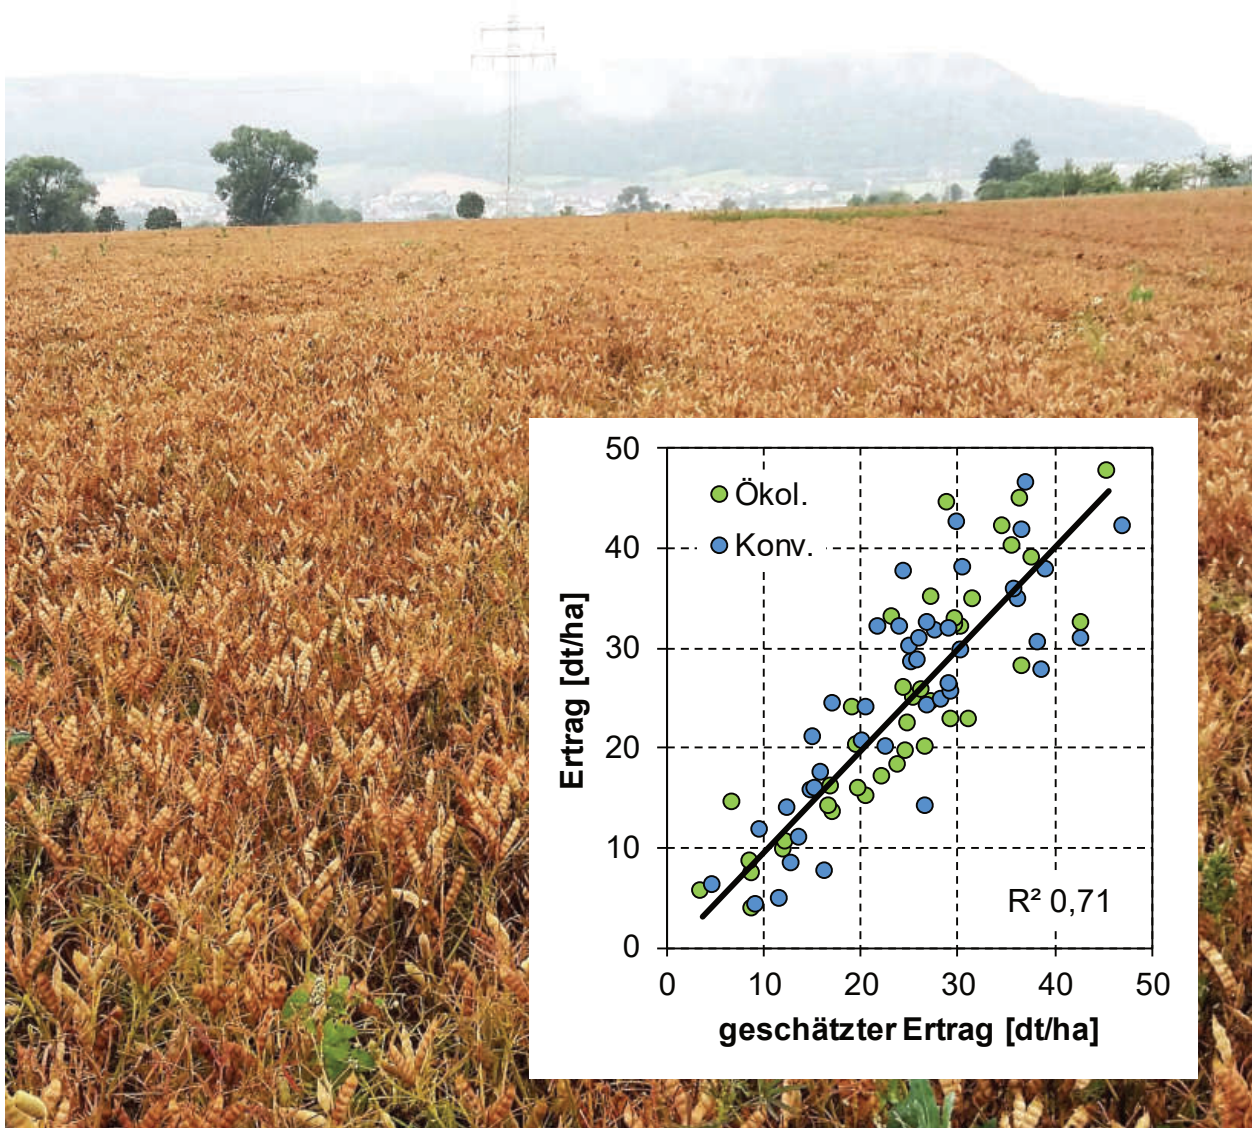 50
40
30
20
10
0
Ertrag [dt/ha]
Ökol.
Konv.
R² 0,71
0 10 20 30 40 50
geschätzter Ertrag [dt/ha]